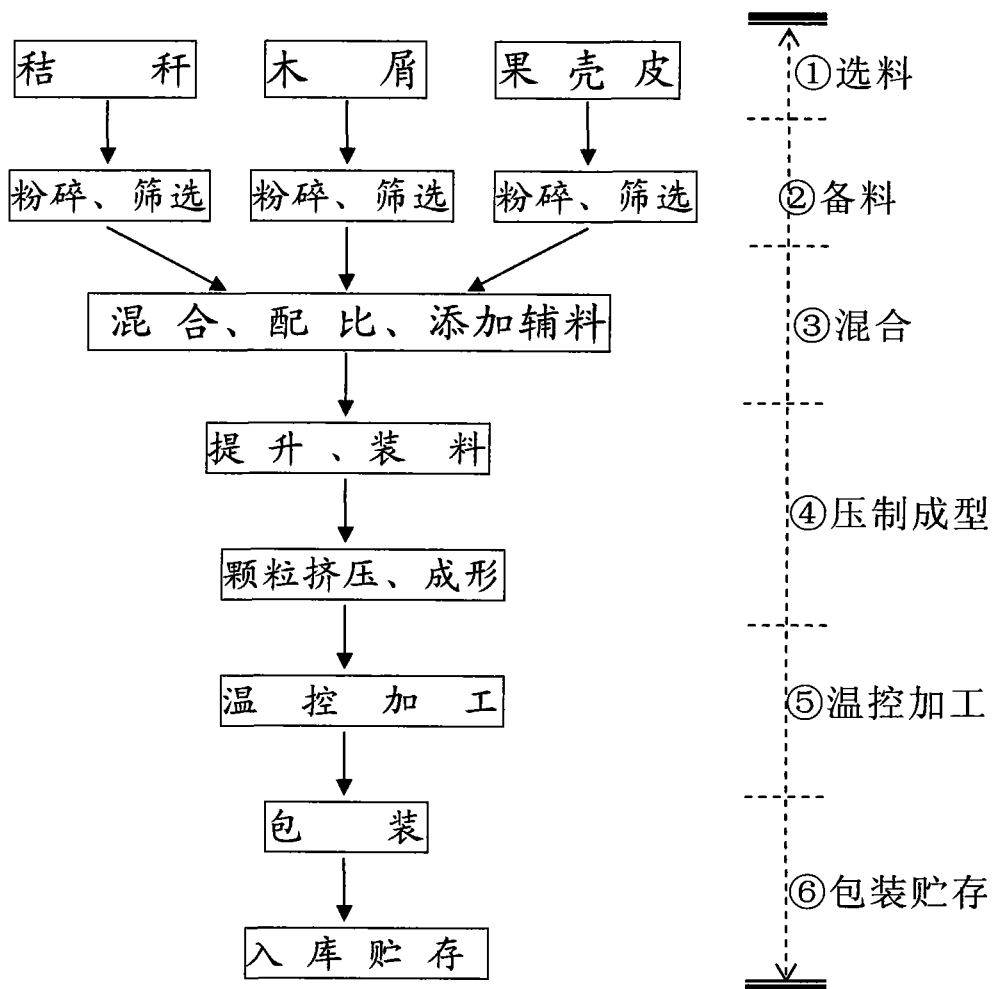 秸 秆 木 屑 果 壳 皮 ①选料
粉碎、筛选 粉碎、筛选 粉碎、筛选 ②备料
混 合、配 比、添加辅料 ③混合
提 升 、装 料
④压制成型
颗粒挤压、成形
温 控 加 工 ⑤温控加工
包 装
⑥包装贮存
入 库 贮 存